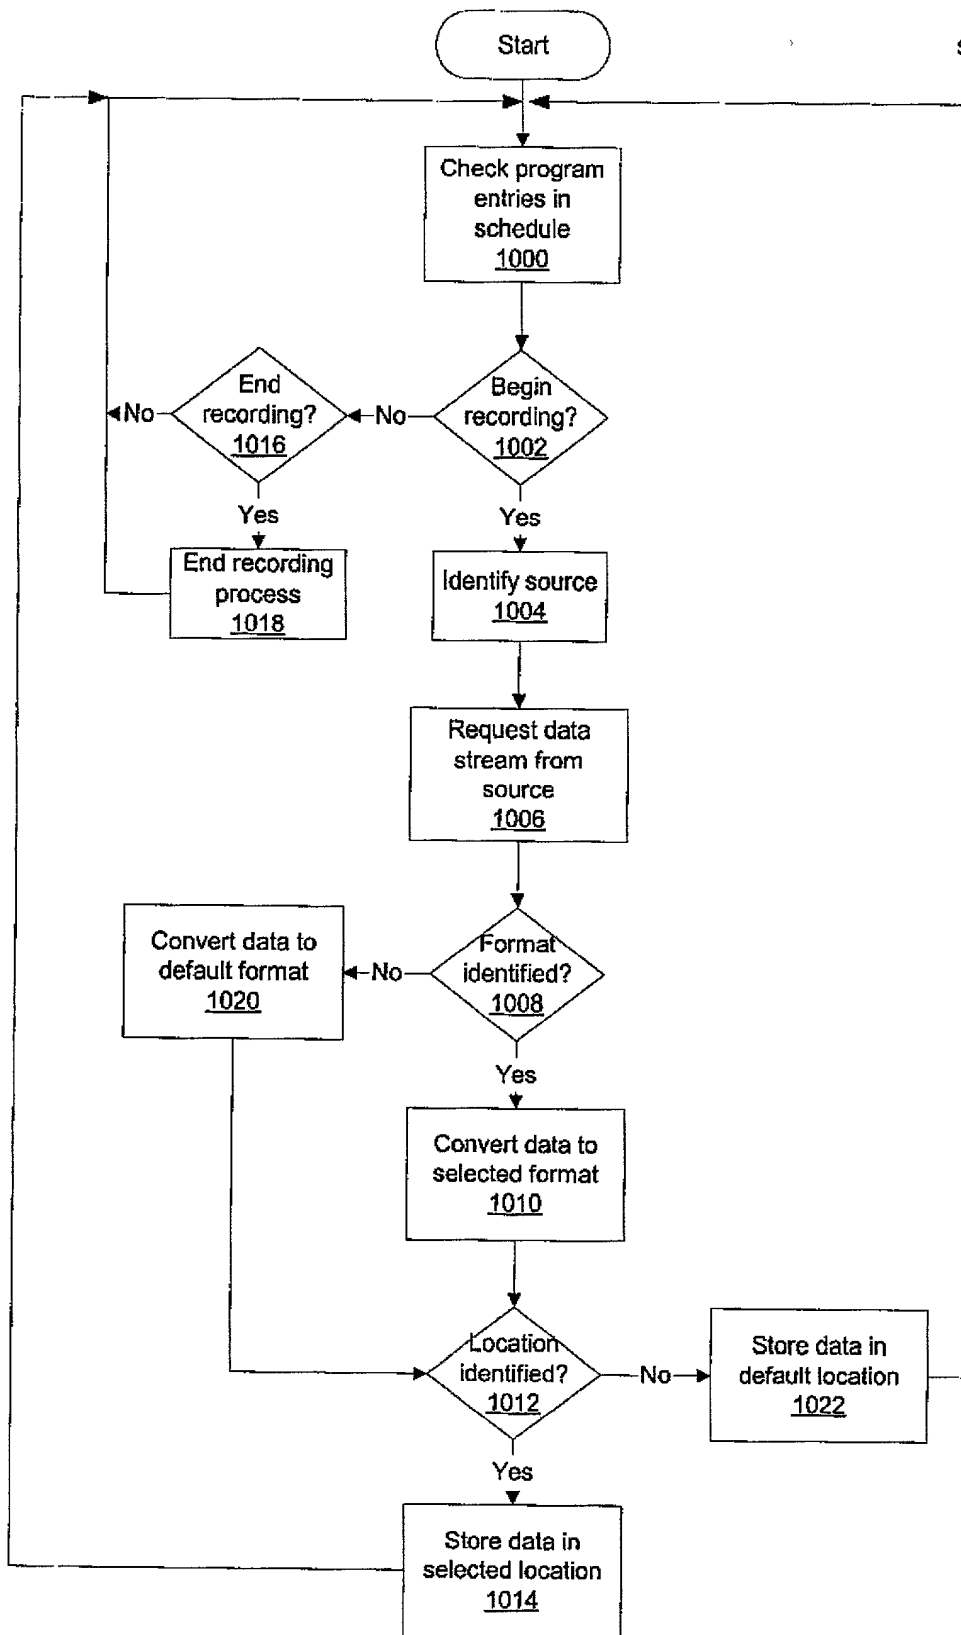 Start
Check program
entries in
schedule
1000
End
recording?
1016
No
No
Begin
recording?
1002
Yes
Yes
End recording
process
1018
Identify source
1004
Request data
stream from
source
1006
Convert data to
default format
1020
No
Format
identified?
1008
Yes
Convert data to
selected format
1010
Location
identified?
1012
No
Store data in
default location
1022
Yes
Store data in
selected location
1014